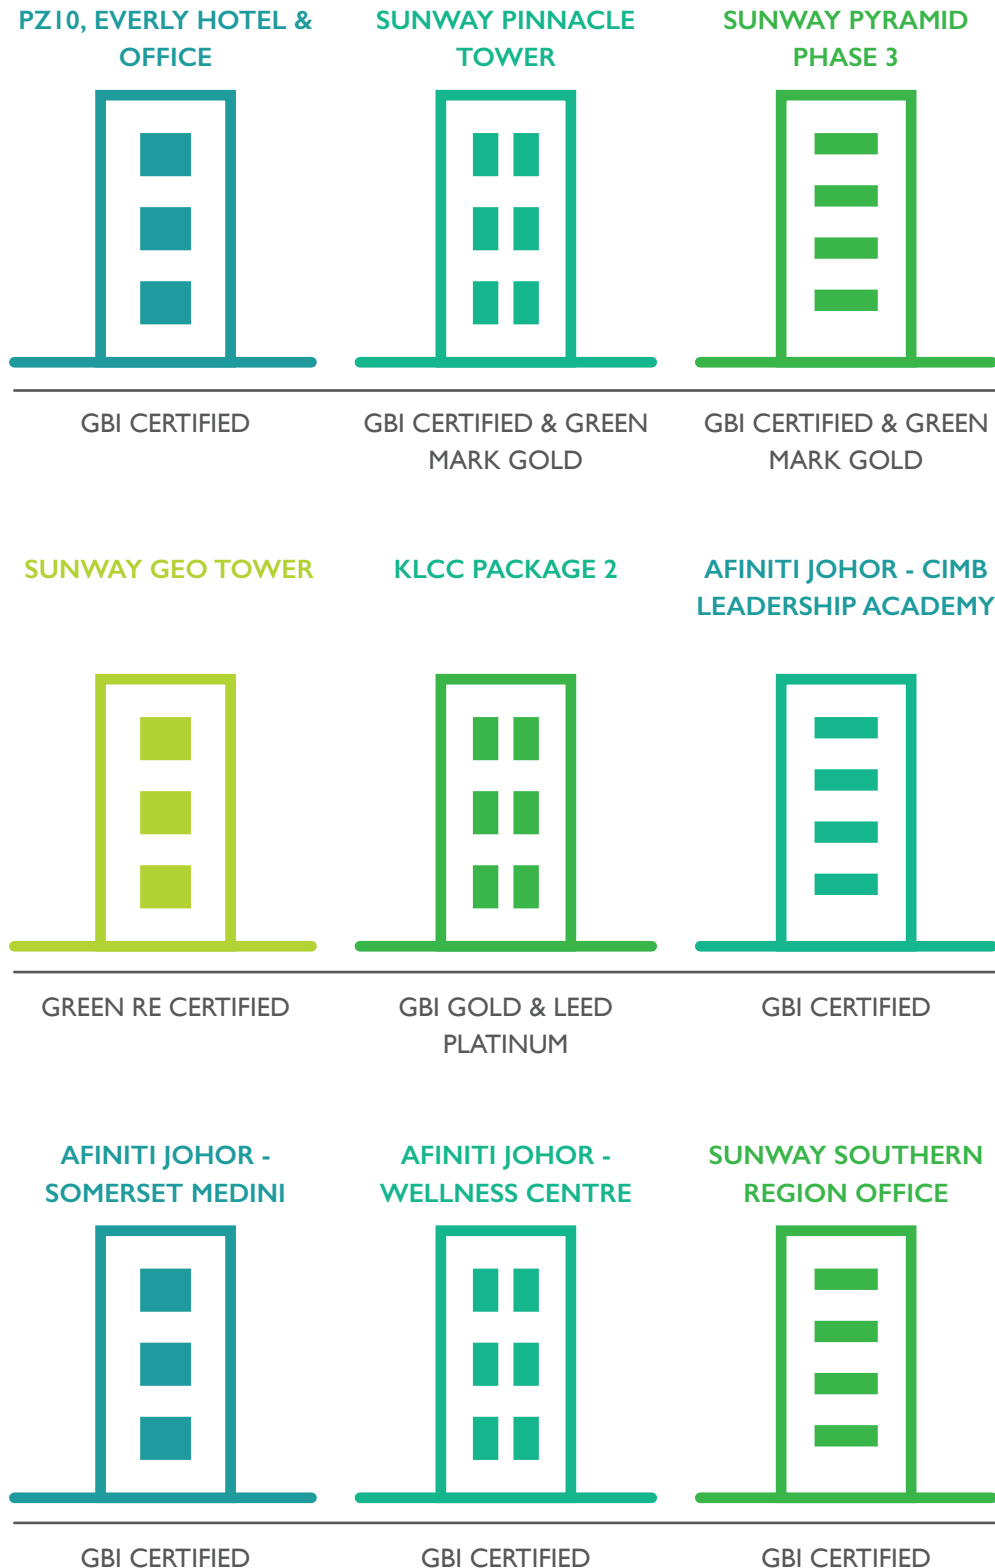 PZ10, EVERLY HOTEL &
OFFICE
SUNWAY PINNACLE
TOWER
SUNWAY PYRAMID
PHASE 3
GBI CERTIFIED
GBI CERTIFIED & GREEN
MARK GOLD
GBI CERTIFIED & GREEN
MARK GOLD
SUNWAY GEO TOWER
KLCC PACKAGE 2
AFINITI JOHOR - CIMB
LEADERSHIP ACADEMY
GREEN RE CERTIFIED
GBI GOLD & LEED
PLATINUM
GBI CERTIFIED
AFINITI JOHOR -
SOMERSET MEDINI
AFINITI JOHOR -
WELLNESS CENTRE
SUNWAY SOUTHERN
REGION OFFICE
GBI CERTIFIED
GBI CERTIFIED
GBI CERTIFIED